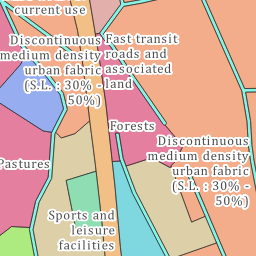 current use
Discontinuous
medium density
urban fabric
(S.L. : 30% -
50%)
East transit
roads and
associated
land
Forests
Discontinuous
medium density
urban fabric
(S.L. : 30% -
50%)
Pastures
Sports and
leisure
facilities